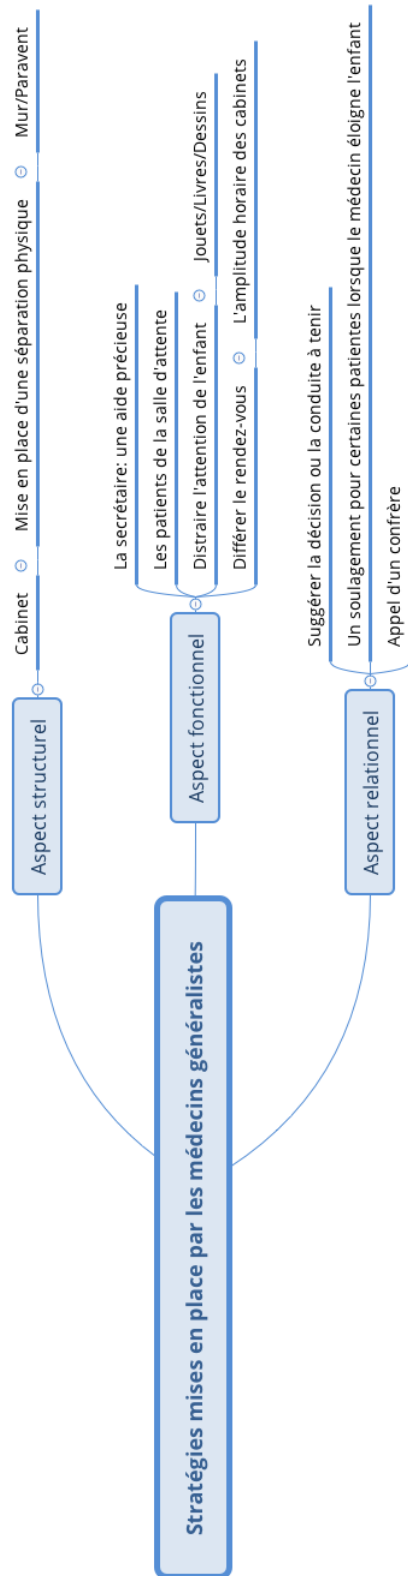 Stratégies mises en place par les médecins généralistes
Aspect structurel
Cabinet
Mise en place d'une séparation physique
Mur/Paravent
Aspect fonctionnel
La secrétaire: une aide précieuse
Les patients de la salle d'attente
Distraire l'attention de l'enfant
Jouets/Livres/Dessins
Différer le rendez-vous
L'amplitude horaire des cabinets
Aspect relationnel
Suggérer la décision ou la conduite à tenir
Un soulagement pour certaines patientes lorsque le médecin éloigne l'enfant
Appel d'un confrère